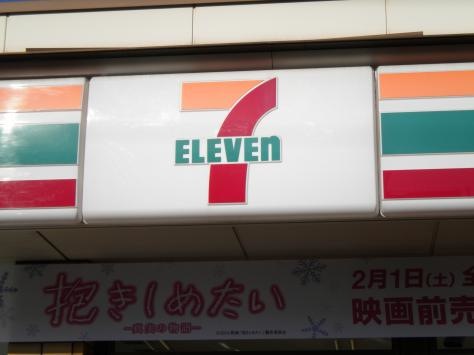 7
ELEVEn
抱きしめたい
2月1日(土)全
-真実の物語-
映画前売